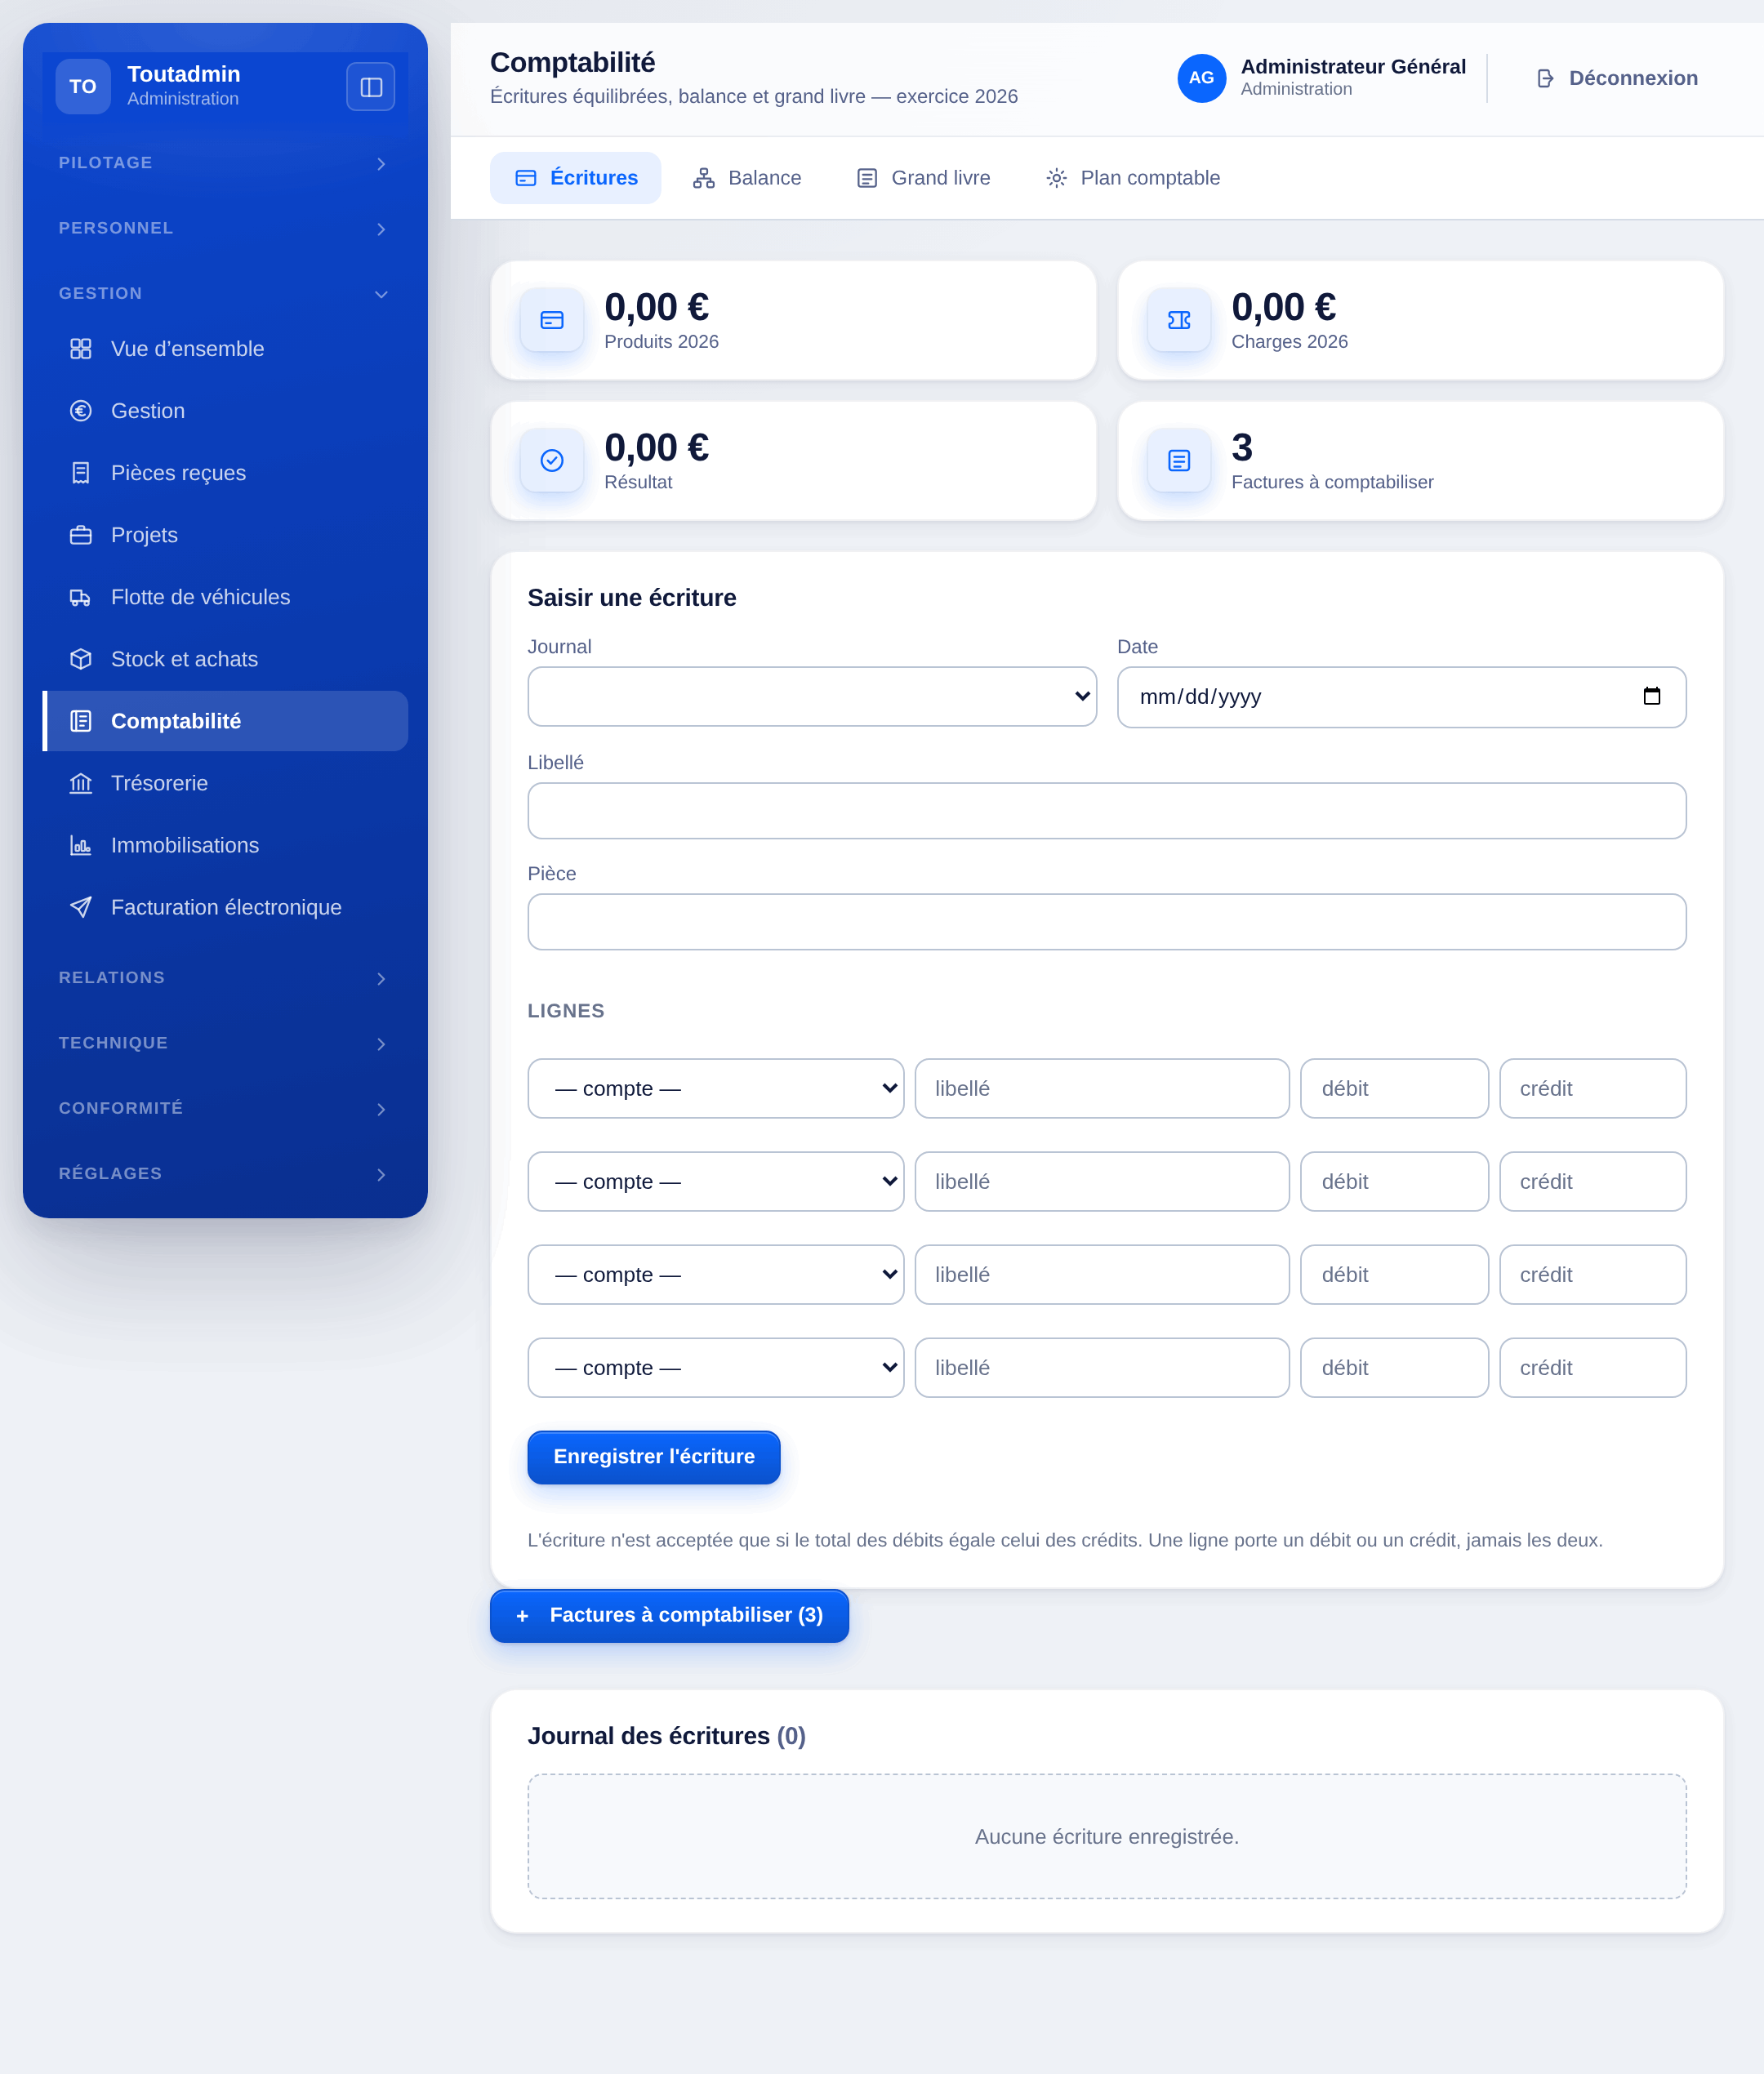 TO
Toutadmin
Administration
PILOTAGE
PERSONNEL
GESTION
Vue d’ensemble
Gestion
Pièces reçues
Projets
Flotte de véhicules
Stock et achats
Comptabilité
Trésorerie
Immobilisations
Facturation électronique
RELATIONS
TECHNIQUE
CONFORMITÉ
RÉGLAGES
Comptabilité
Écritures équilibrées, balance et grand livre — exercice 2026
AG
Administrateur Général
Administration
Déconnexion
Écritures
Balance
Grand livre
Plan comptable
0,00 €
Produits 2026
0,00 €
Charges 2026
0,00 €
Résultat
3
Factures à comptabiliser
Saisir une écriture
Journal
Date
mm/dd/yyyy
Libellé
Pièce
LIGNES
— compte — libellé débit crédit
— compte — libellé débit crédit
— compte — libellé débit crédit
— compte — libellé débit crédit
Enregistrer l'écriture
L'écriture n'est acceptée que si le total des débits égale celui des crédits. Une ligne porte un débit ou un crédit, jamais les deux.
+ Factures à comptabiliser (3)
Journal des écritures (0)
Aucune écriture enregistrée.